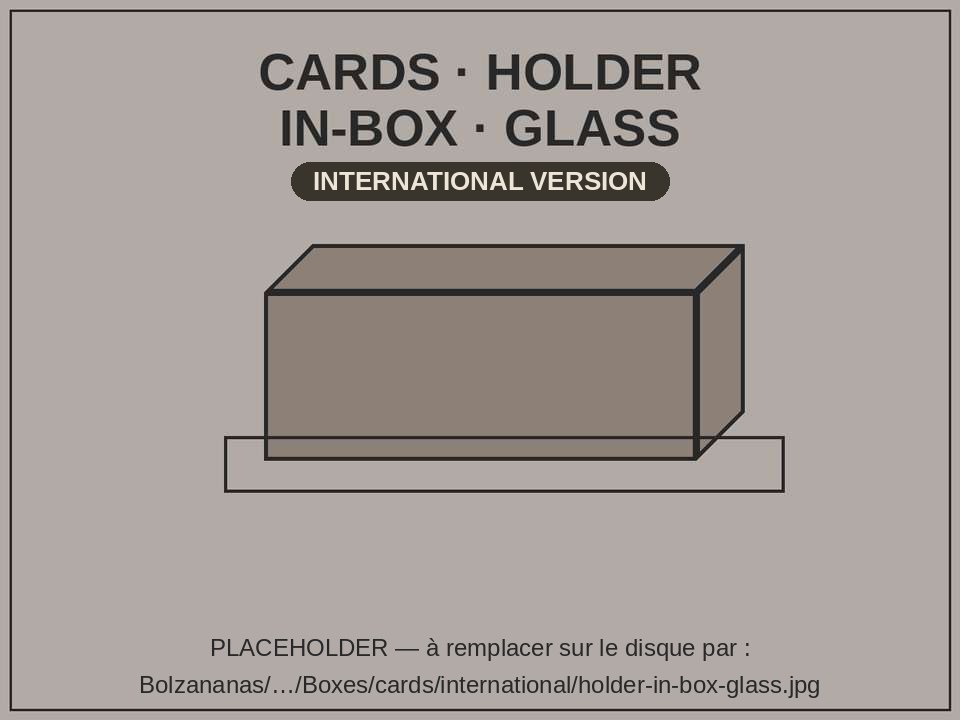 CARDS · HOLDER
IN-BOX · GLASS
INTERNATIONAL VERSION
PLACEHOLDER — à remplacer sur le disque par :
Bolzananas/…/Boxes/cards/international/holder-in-box-glass.jpg